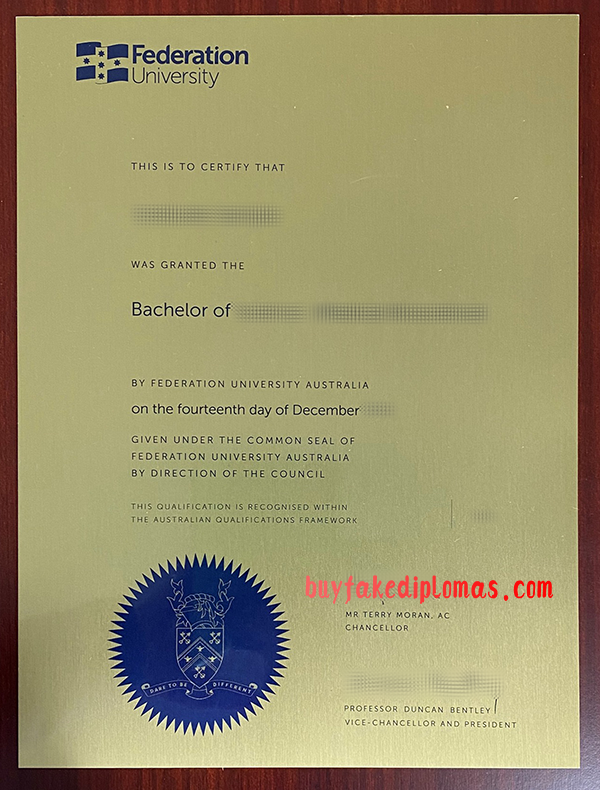 Federation
University
THIS IS TO CERTIFY THAT
WAS GRANTED THE
Bachelor of
BY FEDERATION UNIVERSITY AUSTRALIA
on the fourteenth day of December
GIVEN UNDER THE COMMON SEAL OF
FEDERATION UNIVERSITY AUSTRALIA
BY DIRECTION OF THE COUNCIL
THIS QUALIFICATION IS RECOGNISED WITHIN
THE AUSTRALIAN QUALIFICATIONS FRAMEWORK
buyfakediplomas.com
MR TERRY MORAN, AC
CHANCELLOR
DARE TO BE DIFFERENT
PROFESSOR DUNCAN BENTLEY
VICE-CHANCELLOR AND PRESIDENT